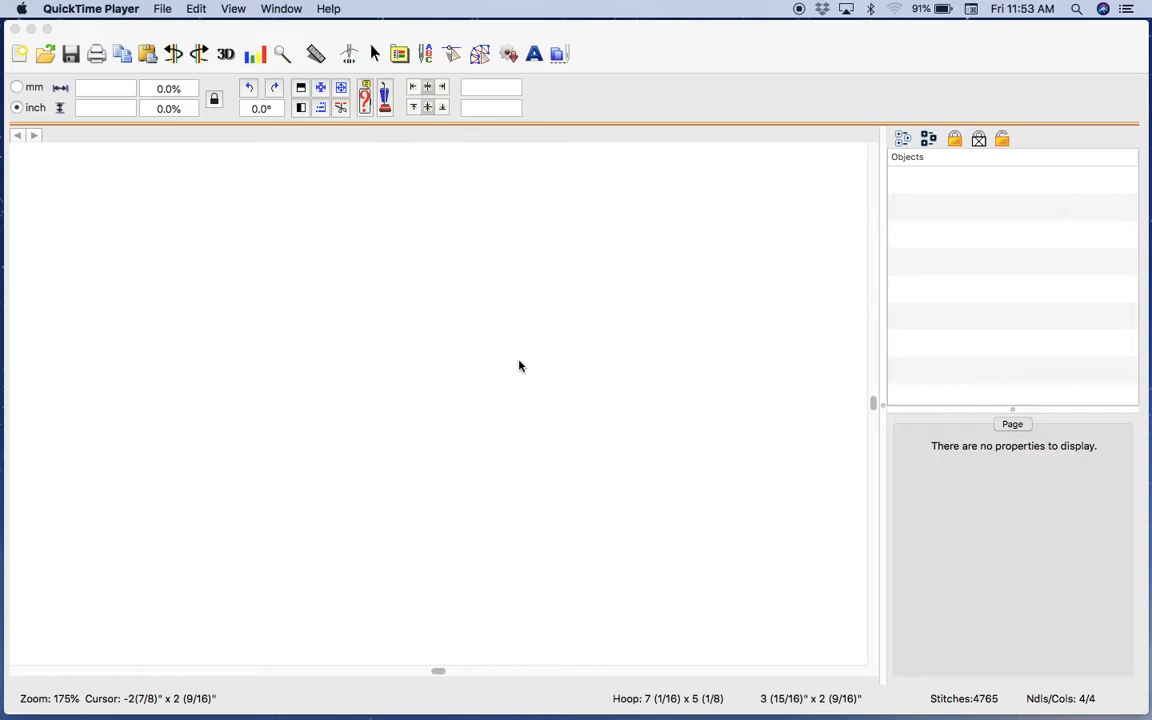 QuickTime Player File Edit View Window Help 91% Fri 11:53 AM
3D A B C A
mm 0.0%
inch 0.0% 0.0°
Objects
Page
There are no properties to display.
Zoom: 175% Cursor: -2(7/8)" x 2 (9/16)" Hoop: 7 (1/16) x 5 (1/8) 3 (15/16)" x 2 (9/16)" Stitches:4765 Ndls/Cols: 4/4